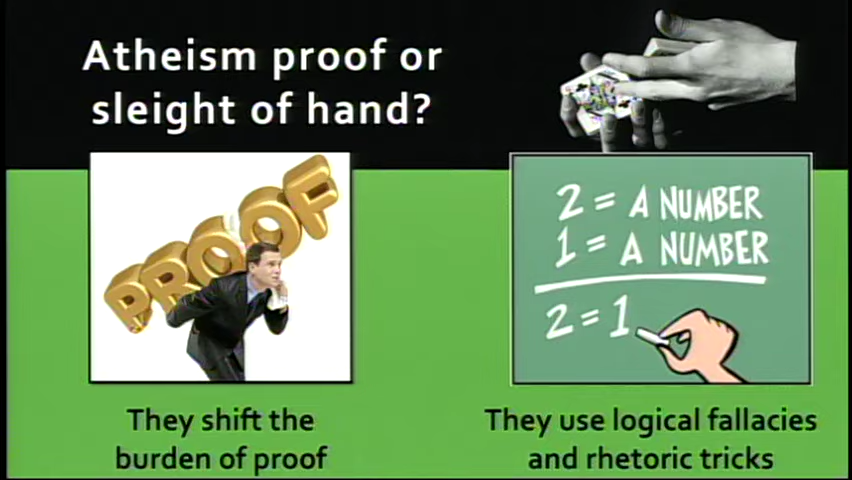 Atheism proof or
sleight of hand?
PROOF
2 = A NUMBER
1 = A NUMBER
2 = 1
They shift the
burden of proof
They use logical fallacies
and rhetoric tricks